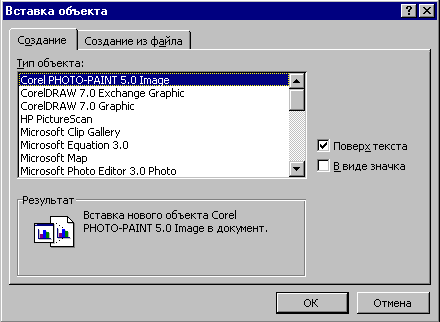 Вставка объекта
Создание
Создание из файла
Тип объекта:
Corel PHOTO-PAINT 5.0 Image
CorelDRAW 7.0 Exchange Graphic
CorelDRAW 7.0 Graphic
HP PictureScan
Microsoft Clip Gallery
Microsoft Equation 3.0
Microsoft Map
Microsoft Photo Editor 3.0 Photo
Поверх текста
В виде значка
Результат
Вставка нового объекта Corel
PHOTO-PAINT 5.0 Image в документ.
OK
Отмена